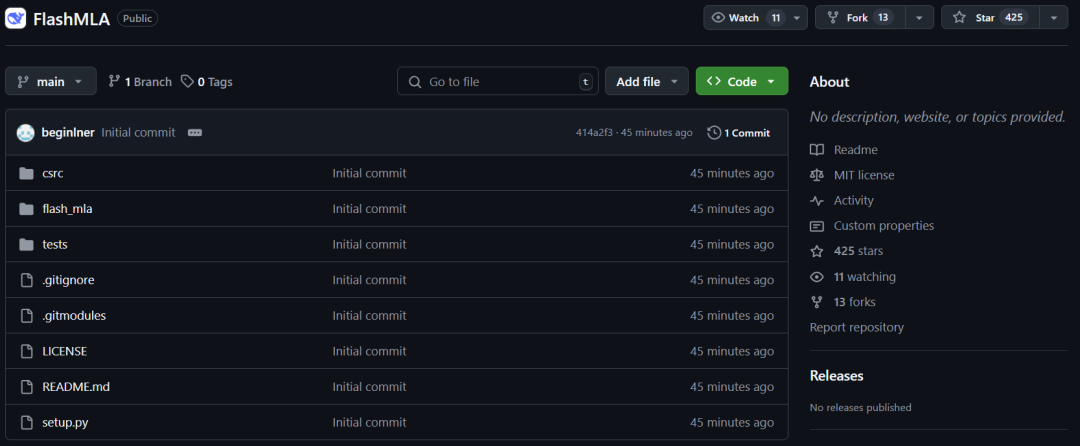 FlashMLA Public
Watch 11 Fork 13 Star 425
main 1 Branch 0 Tags Go to file t Add file Code
beginlner Initial commit 414a2f3 · 45 minutes ago 1 Commit
csrc Initial commit 45 minutes ago
flash_mla Initial commit 45 minutes ago
tests Initial commit 45 minutes ago
.gitignore Initial commit 45 minutes ago
.gitmodules Initial commit 45 minutes ago
LICENSE Initial commit 45 minutes ago
README.md Initial commit 45 minutes ago
setup.py Initial commit 45 minutes ago
About
No description, website, or topics provided.
Readme
MIT license
Activity
Custom properties
425 stars
11 watching
13 forks
Report repository
Releases
No releases published